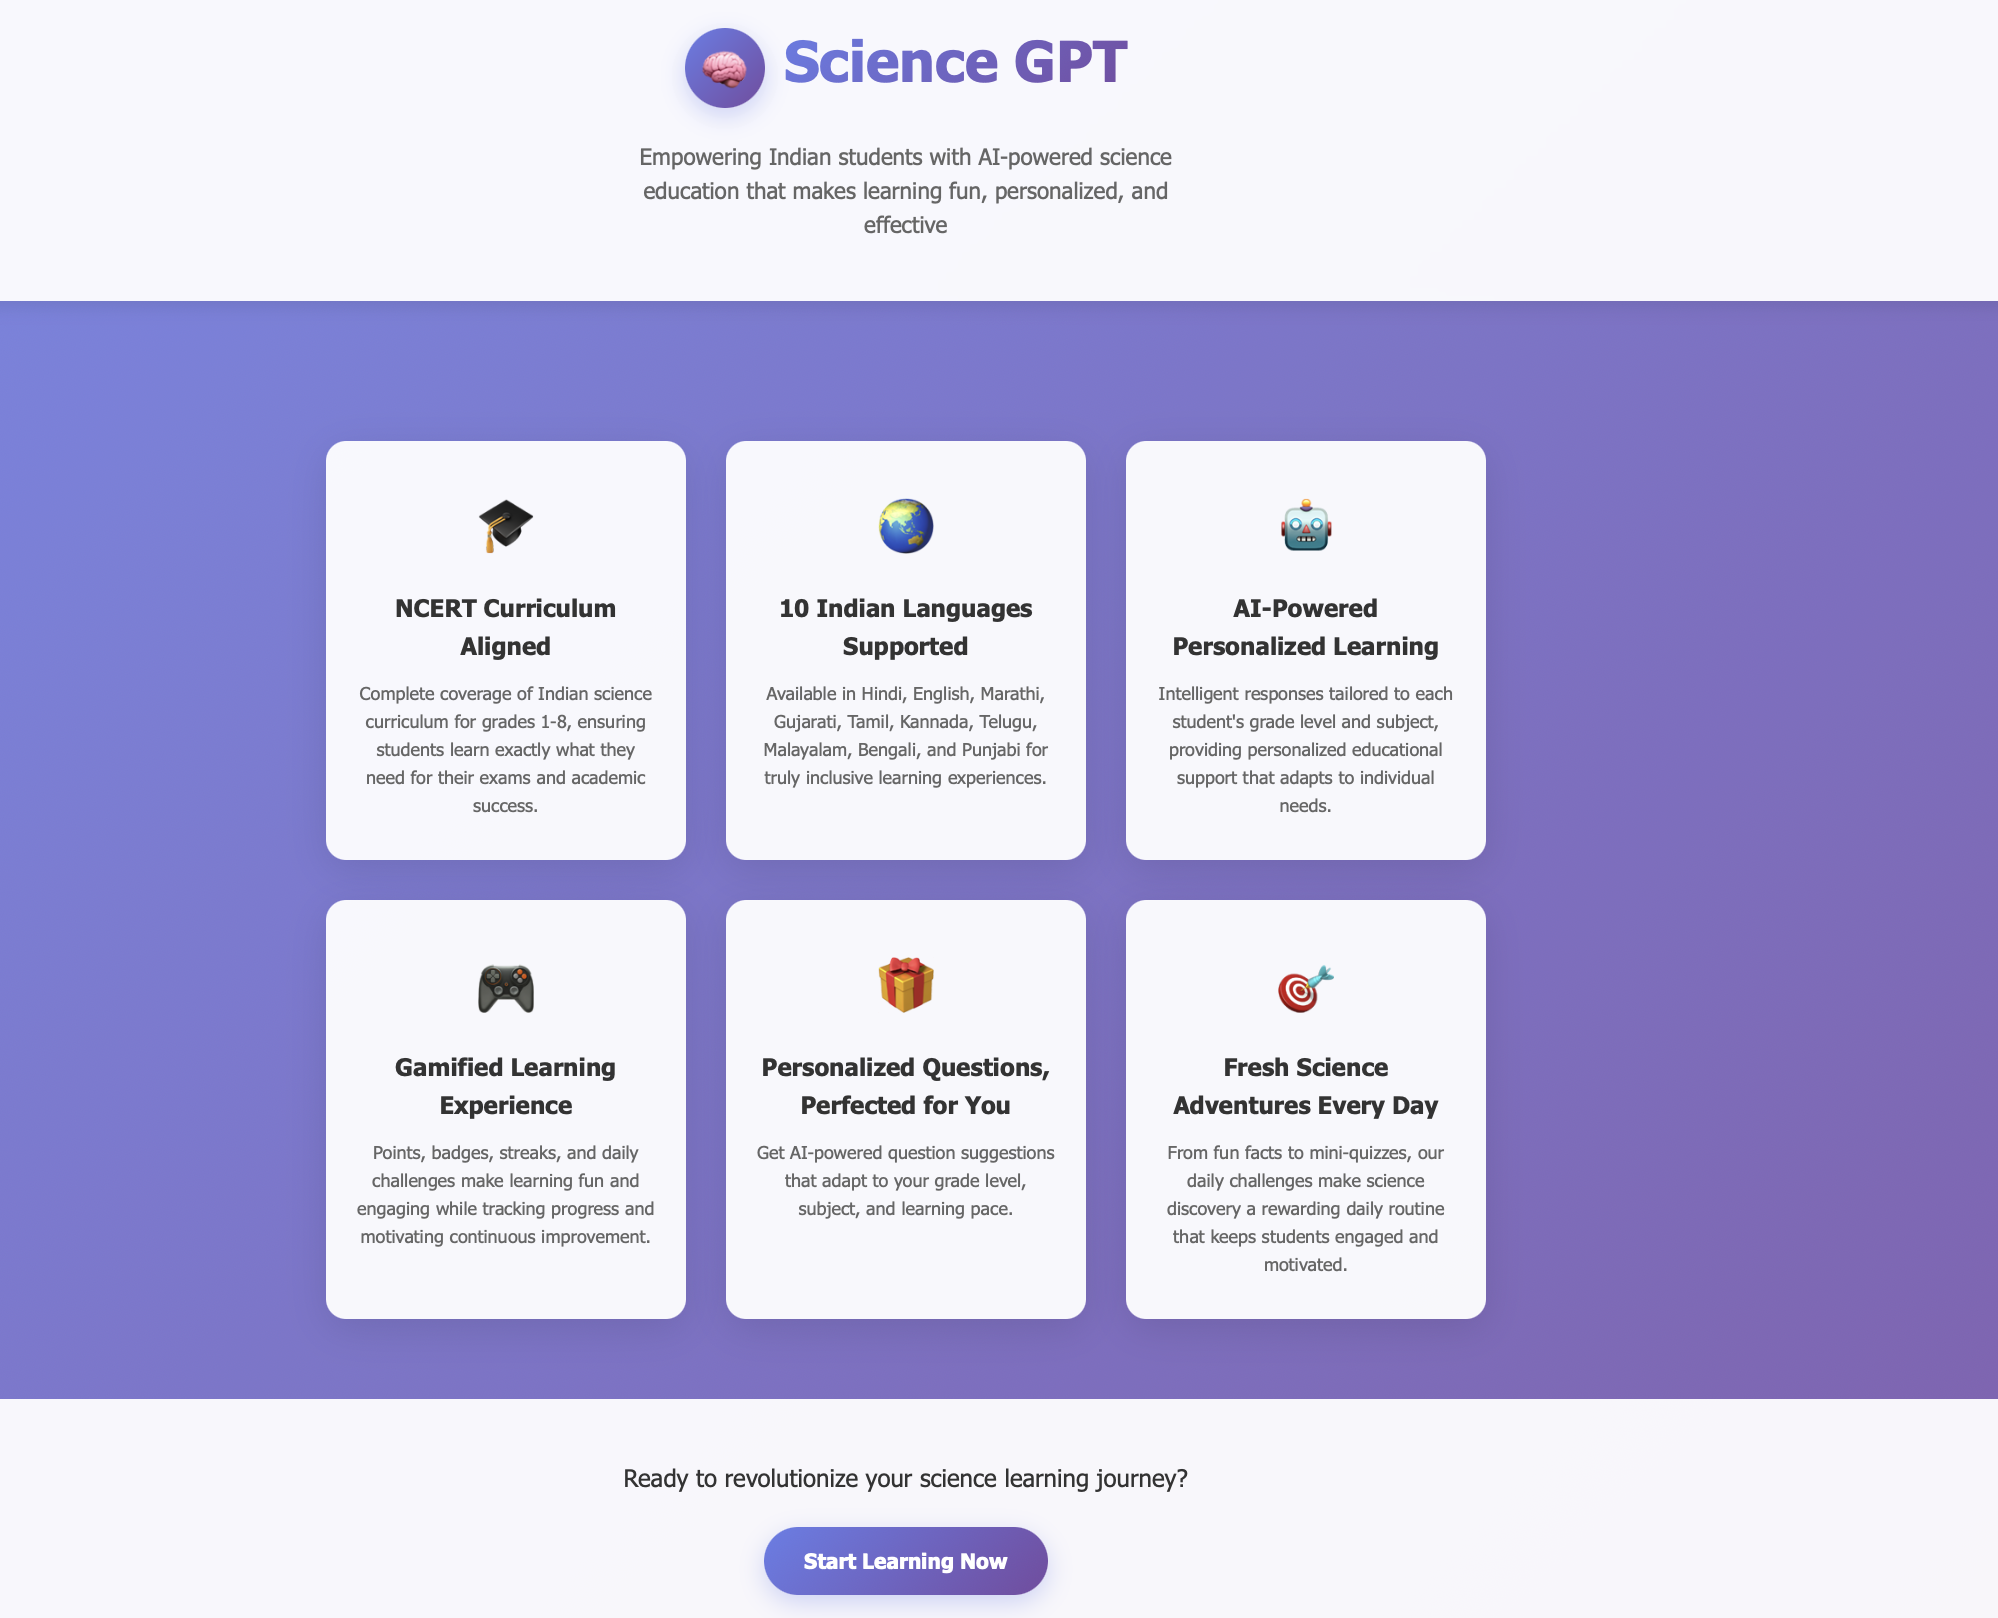 Science GPT
Empowering Indian students with AI-powered science
education that makes learning fun, personalized, and
effective
NCERT Curriculum
Aligned
Complete coverage of Indian science
curriculum for grades 1-8, ensuring
students learn exactly what they
need for their exams and academic
success.
10 Indian Languages
Supported
Available in Hindi, English, Marathi,
Gujarati, Tamil, Kannada, Telugu,
Malayalam, Bengali, and Punjabi for
truly inclusive learning experiences.
AI-Powered
Personalized Learning
Intelligent responses tailored to each
student's grade level and subject,
providing personalized educational
support that adapts to individual
needs.
Gamified Learning
Experience
Points, badges, streaks, and daily
challenges make learning fun and
engaging while tracking progress and
motivating continuous improvement.
Personalized Questions,
Perfected for You
Get AI-powered question suggestions
that adapt to your grade level,
subject, and learning pace.
Fresh Science
Adventures Every Day
From fun facts to mini-quizzes, our
daily challenges make science
discovery a rewarding daily routine
that keeps students engaged and
motivated.
Ready to revolutionize your science learning journey?
Start Learning Now